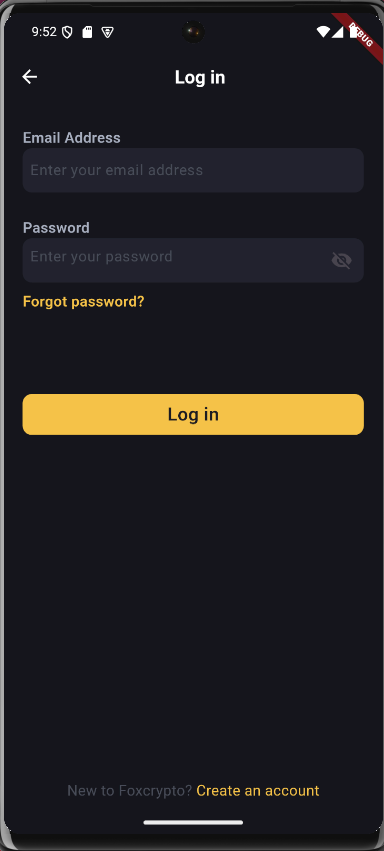 9:52
DEBUG
Log in
Email Address
Enter your email address
Password
Enter your password
Forgot password?
Log in
New to Foxcrypto? Create an account